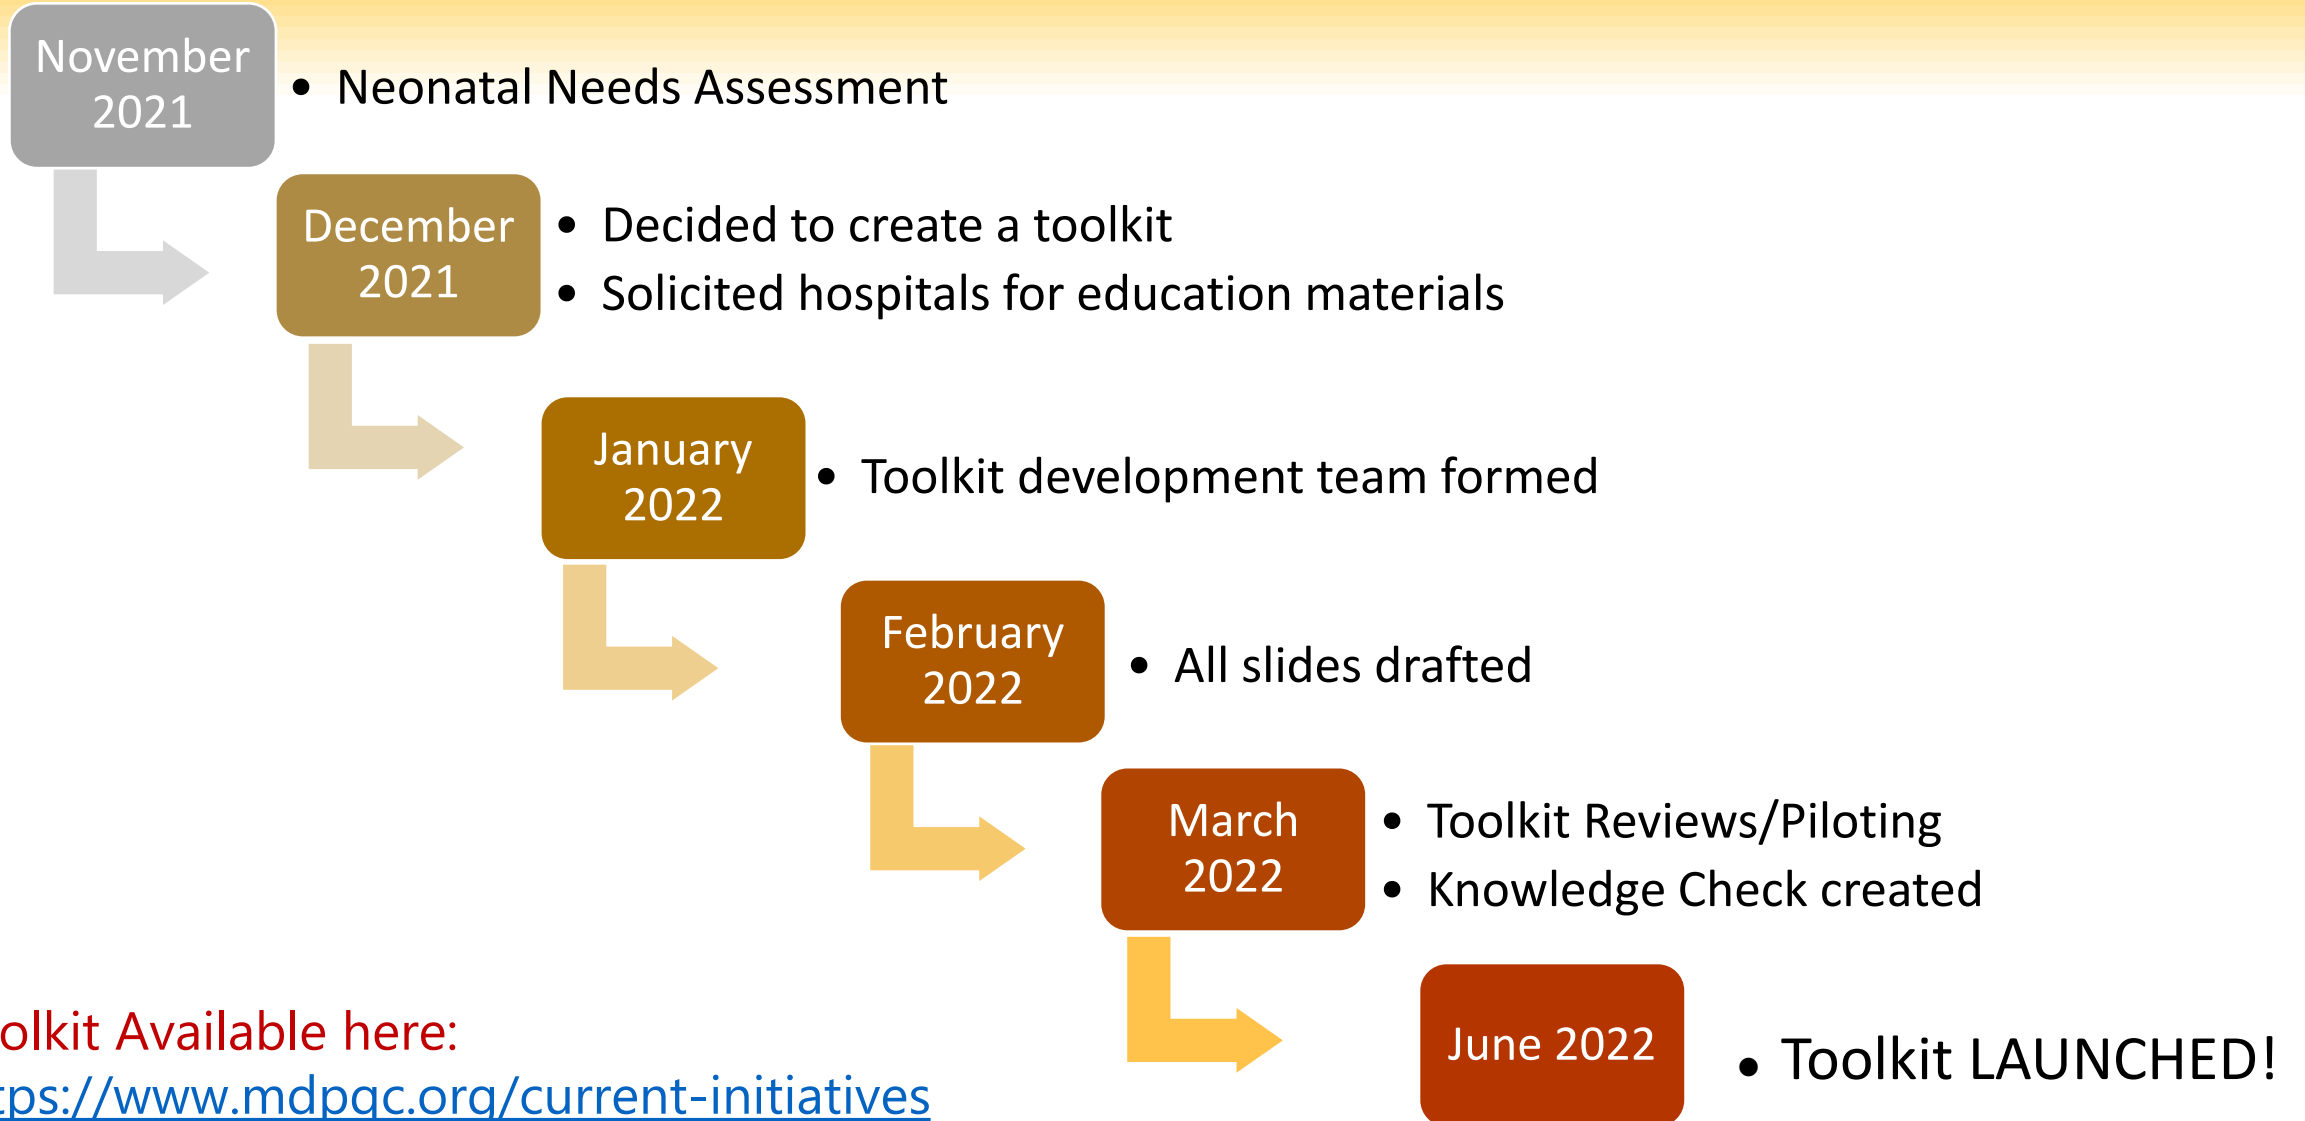 November
2021
• Neonatal Needs Assessment
December
2021
• Decided to create a toolkit
• Solicited hospitals for education materials
January
2022
• Toolkit development team formed
February
2022
• All slides drafted
March
2022
• Toolkit Reviews/Piloting
• Knowledge Check created
June 2022
• Toolkit LAUNCHED!
olkit Available here:
tps://www.mdpqc.org/current-initiatives